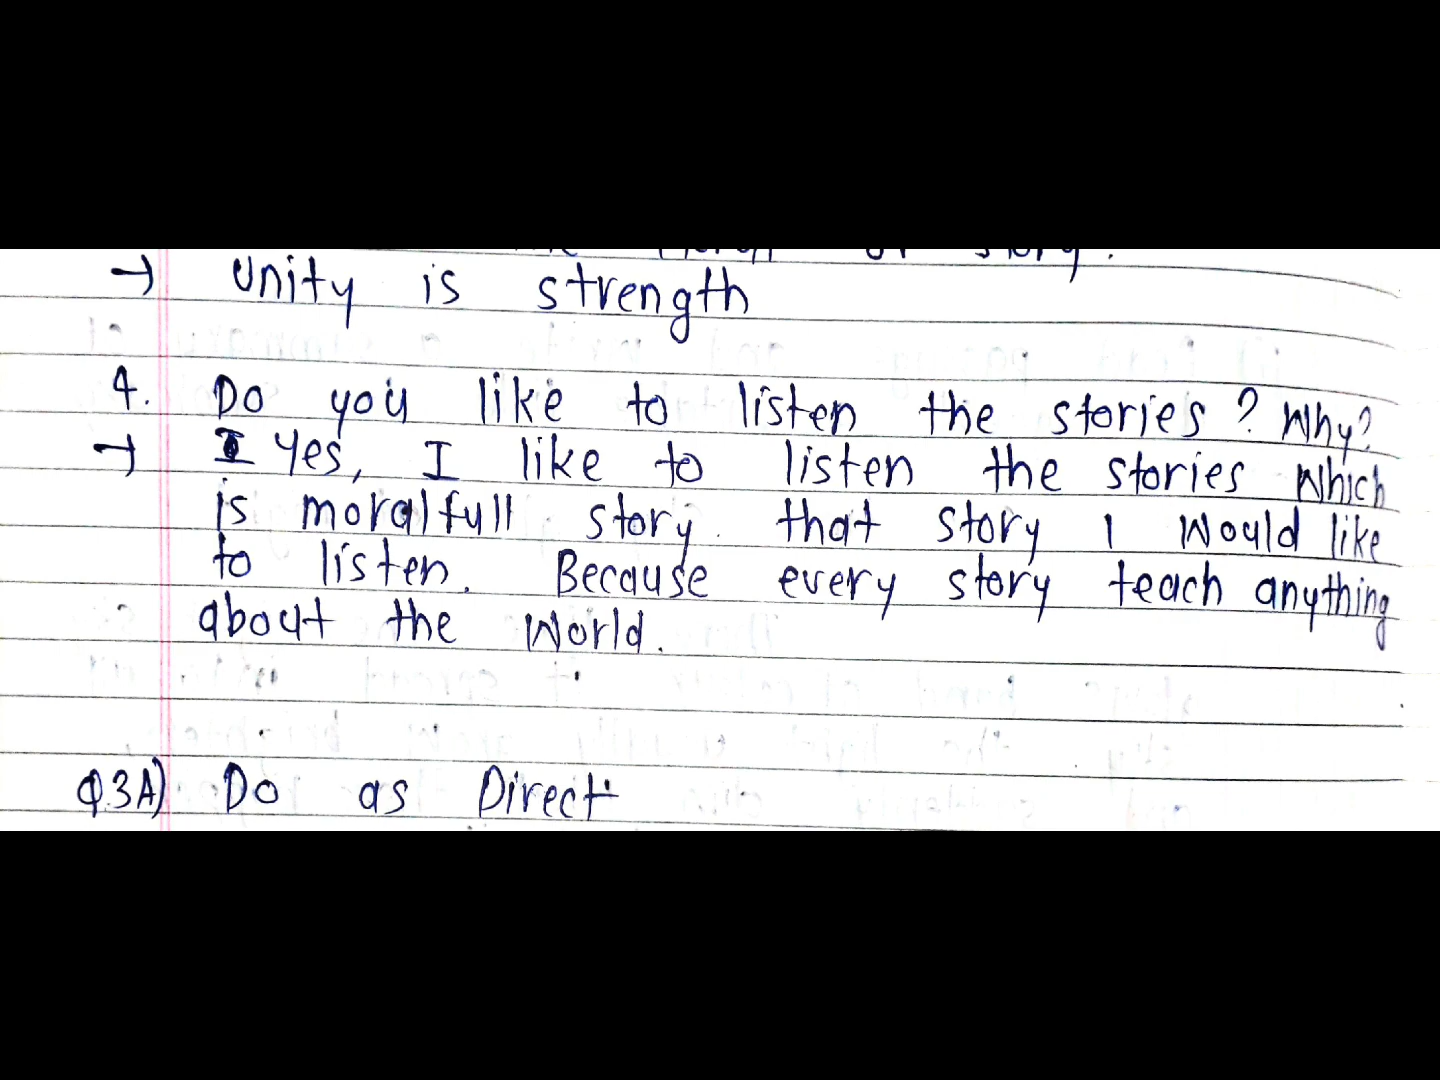 story.
→ Unity is strength
4. Do you like to listen the stories ? Why?
→ Yes, I like to listen the stories which
is moralfull story. that story I would like
to listen. Because every story teach anything
about the World.
Q.3A) Do as Direct